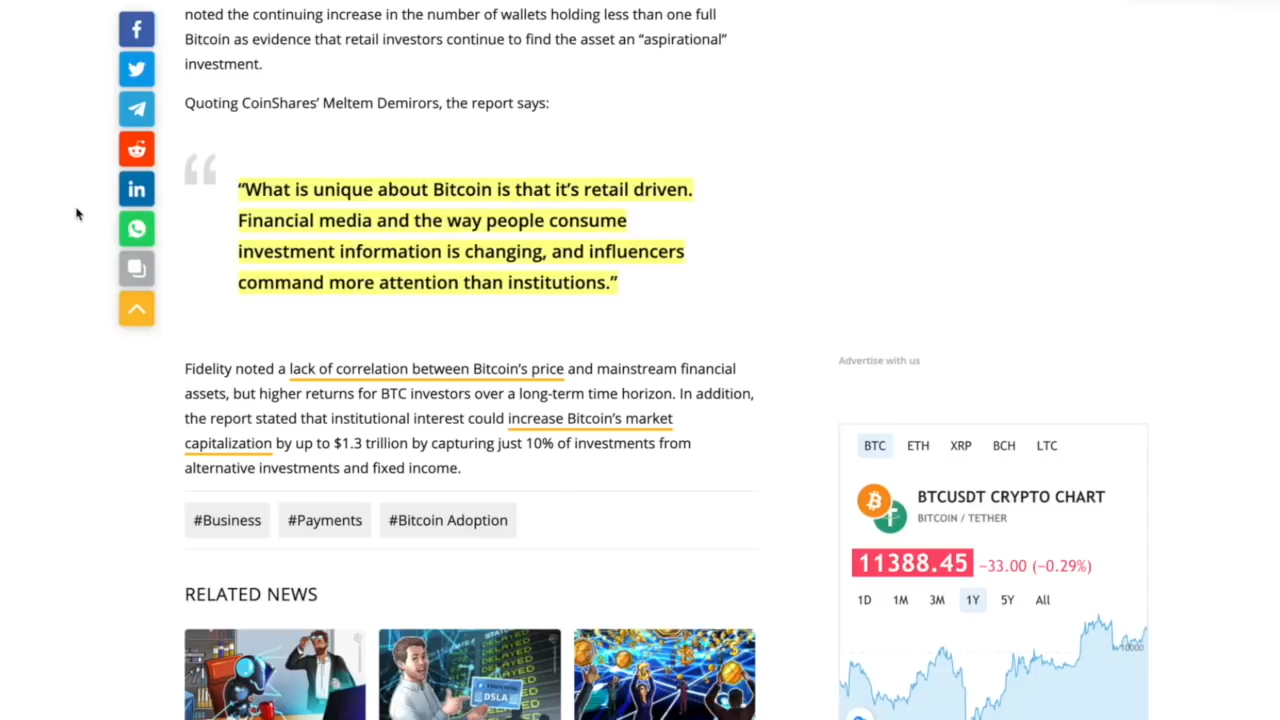 noted the continuing increase in the number of wallets holding less than one full
Bitcoin as evidence that retail investors continue to find the asset an “aspirational”
investment.
Quoting CoinShares’ Meltem Demirors, the report says:
“What is unique about Bitcoin is that it’s retail driven.
Financial media and the way people consume
investment information is changing, and influencers
command more attention than institutions.”
Fidelity noted a lack of correlation between Bitcoin’s price and mainstream financial
assets, but higher returns for BTC investors over a long-term time horizon. In addition,
the report stated that institutional interest could increase Bitcoin’s market
capitalization by up to $1.3 trillion by capturing just 10% of investments from
alternative investments and fixed income.
#Business #Payments #Bitcoin Adoption
RELATED NEWS
DELAYED
DELAYED
DELAYED
DELAYED
DSLA
Advertise with us
BTC ETH XRP BCH LTC
BTCUSDT CRYPTO CHART
BITCOIN / TETHER
11388.45 −33.00 (−0.29%)
1D 1M 3M 1Y 5Y All
10000